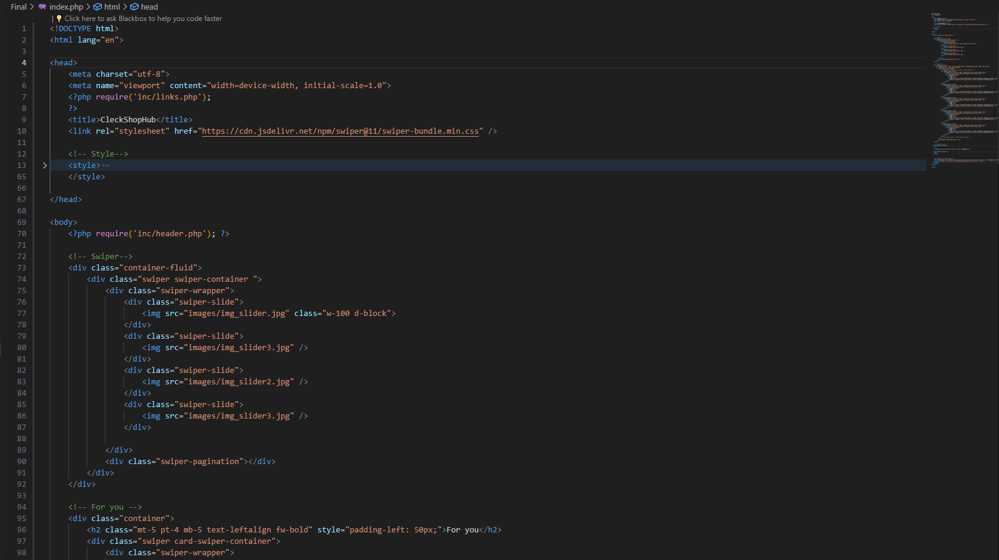 Final > index.php > html > head
Click here to ask Blackbox to help you code faster
1 <!DOCTYPE html>
2 <html lang="en">
3
4 <head>
5 <meta charset="utf-8">
6 <meta name="viewport" content="width=device-width, initial-scale=1.0">
7 <?php require('inc/links.php');
8 ?>
9 <title>CleckShopHub</title>
10 <link rel="stylesheet" href="https://cdn.jsdelivr.net/npm/swiper@11/swiper-bundle.min.css" />
11
12 <!-- Style-->
13 <style>…
65 </style>
66
67 </head>
68
69 <body>
70 <?php require('inc/header.php'); ?>
71
72 <!-- Swiper-->
73 <div class="container-fluid">
74 <div class="swiper swiper-container ">
75 <div class="swiper-wrapper">
76 <div class="swiper-slide">
77 <img src="images/img_slider.jpg" class="w-100 d-block">
78 </div>
79 <div class="swiper-slide">
80 <img src="images/img_slider3.jpg" />
81 </div>
82 <div class="swiper-slide">
83 <img src="images/img_slider2.jpg" />
84 </div>
85 <div class="swiper-slide">
86 <img src="images/img_slider3.jpg" />
87 </div>
88
89 </div>
90 <div class="swiper-pagination"></div>
91 </div>
92 </div>
93
94 <!-- For you -->
95 <div class="container">
96 <h2 class="mt-5 pt-4 mb-5 text-leftalign fw-bold" style="padding-left: 50px;">For you</h2>
97 <div class="swiper card-swiper-container">
98 <div class="swiper-wrapper">